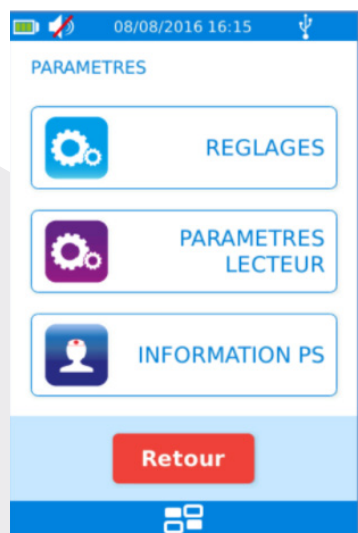 08/08/2016 16:15
PARAMETRES
REGLAGES
PARAMETRES
LECTEUR
INFORMATION PS
Retour